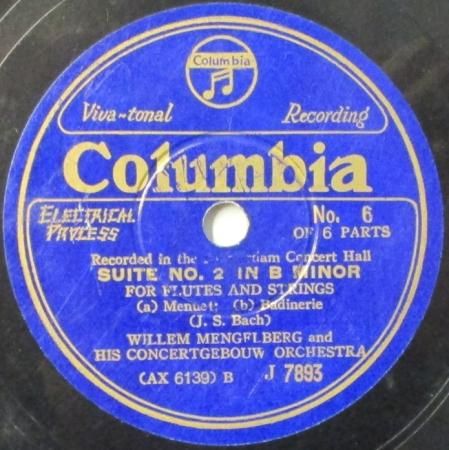 Columbia
Viva-tonal Recording
Columbia
ELECTRICAL PROCESS
No. 6
OF 6 PARTS
Recorded in the Concert Hall
SUITE NO. 2 IN B MINOR
FOR FLUTES AND STRINGS
(a) Menuet; (b) Badinerie
(J. S. Bach)
WILLEM MENGELBERG and
HIS CONCERTGEBOUW ORCHESTRA
(AX 6139) B J 7893